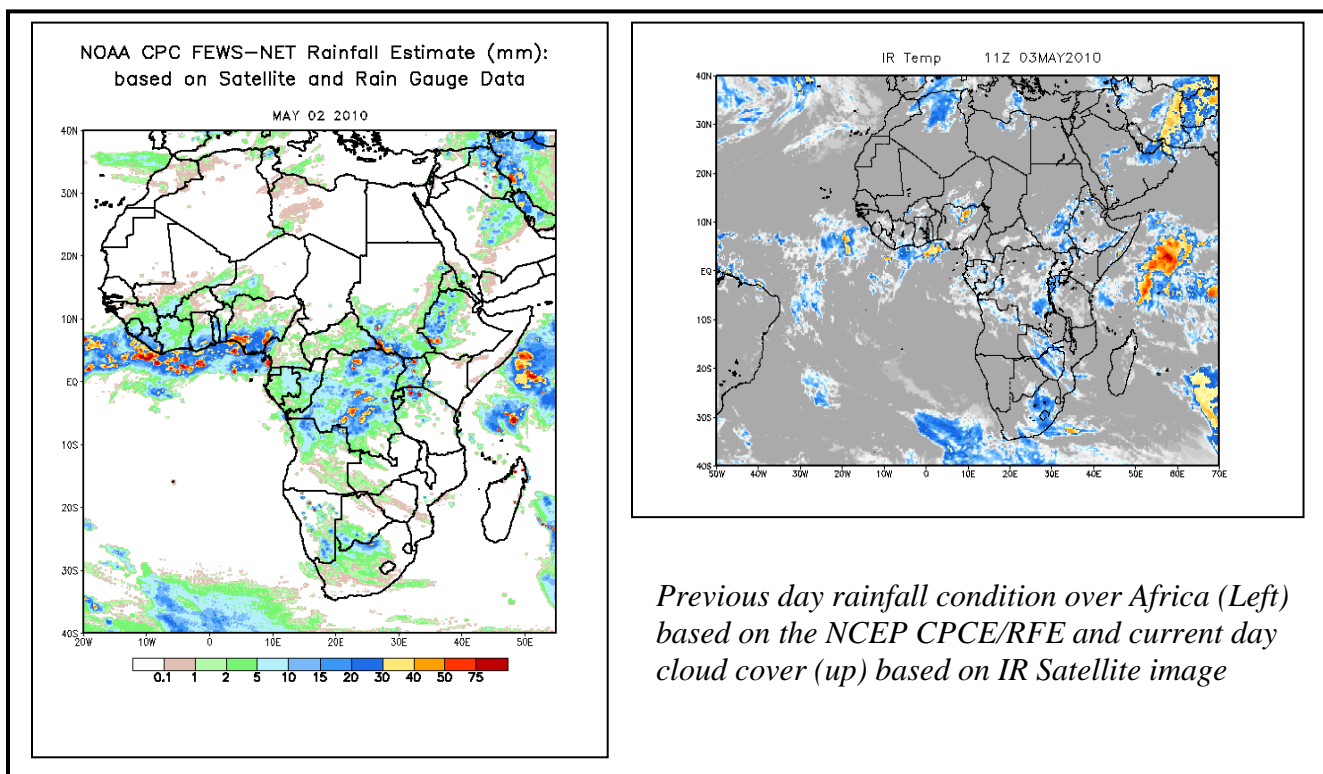 NOAA CPC FEWS-NET Rainfall Estimate (mm):
based on Satellite and Rain Gauge Data
MAY 02 2010
40N
30N
20N
10N
EQ
10S
20S
30S
40S
20W 10W 0 10E 20E 30E 40E 50E
0.1 1 2 5 10 15 20 30 40 50 75
IR Temp 11Z 03MAY2010
40N
30N
20N
10N
EQ
10S
20S
30S
40S
50W 40W 30W 20W 10W 0 10E 20E 30E 40E 50E 60E 70E
Previous day rainfall condition over Africa (Left)
based on the NCEP CPCE/RFE and current day
cloud cover (up) based on IR Satellite image